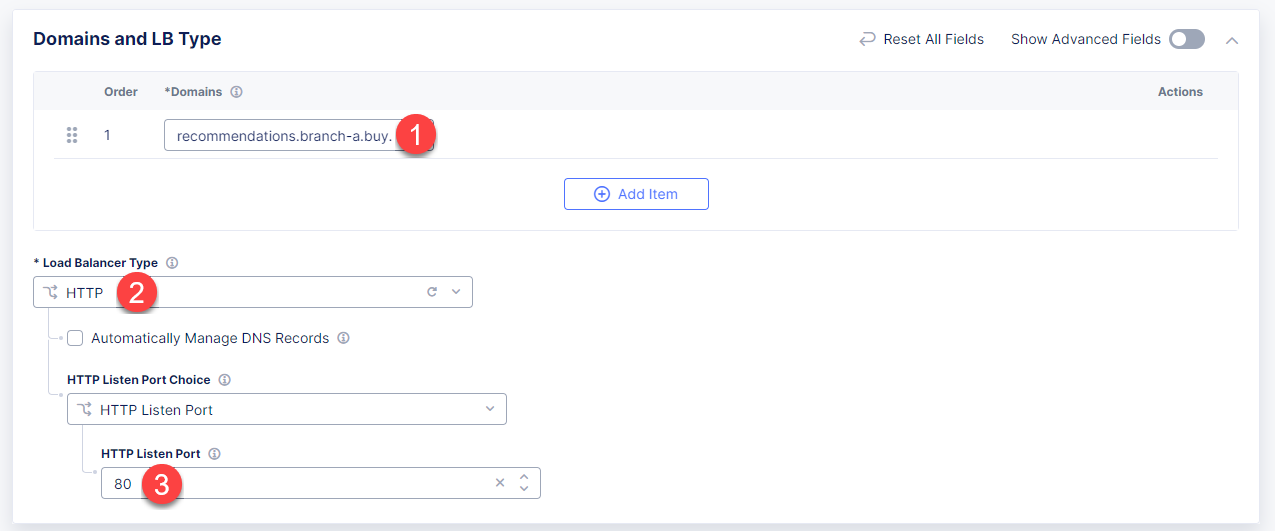 Domains and LB Type
Reset All Fields
Show Advanced Fields
Order
*Domains
Actions
1
recommendations.branch-a.buy.
1
Add Item
* Load Balancer Type
HTTP
2
Automatically Manage DNS Records
HTTP Listen Port Choice
HTTP Listen Port
HTTP Listen Port
80
3